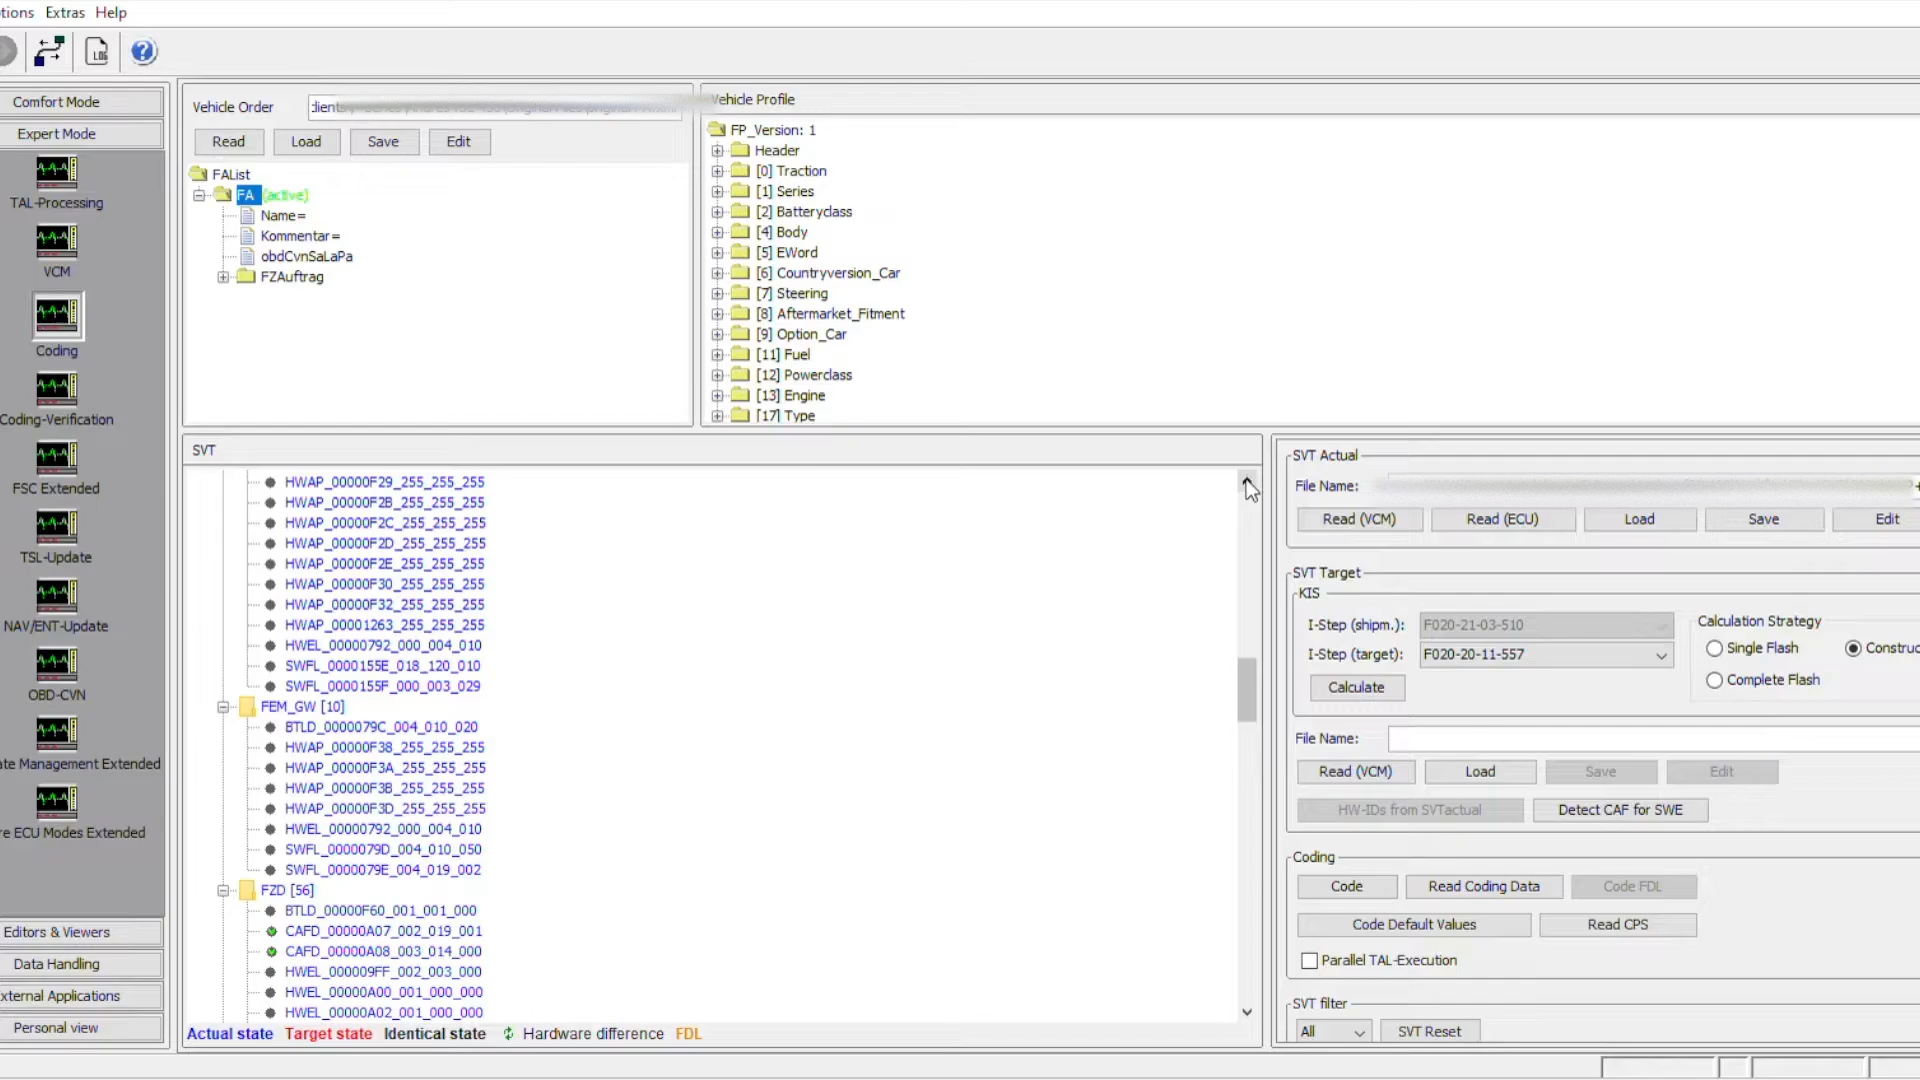 tions Extras Help
Comfort Mode
Expert Mode
TAL-Processing
VCM
Coding
Coding-Verification
FSC Extended
TSL-Update
NAV/ENT-Update
OBD-CVN
ate Management Extended
re ECU Modes Extended
Editors & Viewers
Data Handling
xternal Applications
Personal view
Vehicle Order
Read Load Save Edit
FAList
FA (active)
Name=
Kommentar=
obdCvnSaLaPa
FZAuftrag
Vehicle Profile
FP_Version: 1
Header
[0] Traction
[1] Series
[2] Batteryclass
[4] Body
[5] EWord
[6] Countryversion_Car
[7] Steering
[8] Aftermarket_Fitment
[9] Option_Car
[11] Fuel
[12] Powerclass
[13] Engine
[17] Type
SVT
HWAP_00000F29_255_255_255
HWAP_00000F2B_255_255_255
HWAP_00000F2C_255_255_255
HWAP_00000F2D_255_255_255
HWAP_00000F2E_255_255_255
HWAP_00000F30_255_255_255
HWAP_00000F32_255_255_255
HWAP_00001263_255_255_255
HWEL_00000792_000_004_010
SWFL_0000155E_018_120_010
SWFL_0000155F_000_003_029
FEM_GW [10]
BTLD_0000079C_004_010_020
HWAP_00000F38_255_255_255
HWAP_00000F3A_255_255_255
HWAP_00000F3B_255_255_255
HWAP_00000F3D_255_255_255
HWEL_00000792_000_004_010
SWFL_0000079D_004_010_050
SWFL_0000079E_004_019_002
FZD [56]
BTLD_00000F60_001_001_000
CAFD_00000A07_002_019_001
CAFD_00000A08_003_014_000
HWEL_000009FF_002_003_000
HWEL_00000A00_001_000_000
HWEL_00000A02_001_000_000
Actual state Target state Identical state Hardware difference FDL
SVT Actual
File Name:
Read (VCM) Read (ECU) Load Save Edit
SVT Target
KIS
I-Step (shipm.): F020-21-03-510
I-Step (target): F020-20-11-557
Calculate
Calculation Strategy
Single Flash Construc
Complete Flash
File Name:
Read (VCM) Load Save Edit
HW-IDs from SVTactual Detect CAF for SWE
Coding
Code Read Coding Data Code FDL
Code Default Values Read CPS
Parallel TAL-Execution
SVT filter
All SVT Reset